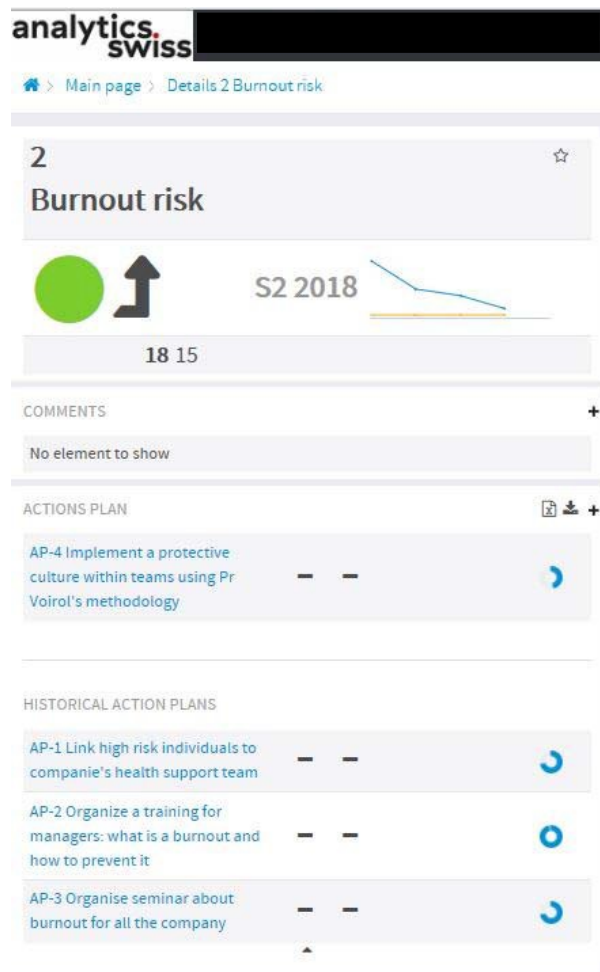 analytics.
swiss
Main page > Details 2 Burnout risk
2
Burnout risk
S2 2018
18 15
COMMENTS +
No element to show
ACTIONS PLAN +
AP-4 Implement a protective
culture within teams using Pr
Voirol's methodology
HISTORICAL ACTION PLANS
AP-1 Link high risk individuals to
companie's health support team
AP-2 Organize a training for
managers: what is a burnout and
how to prevent it
AP-3 Organise seminar about
burnout for all the company